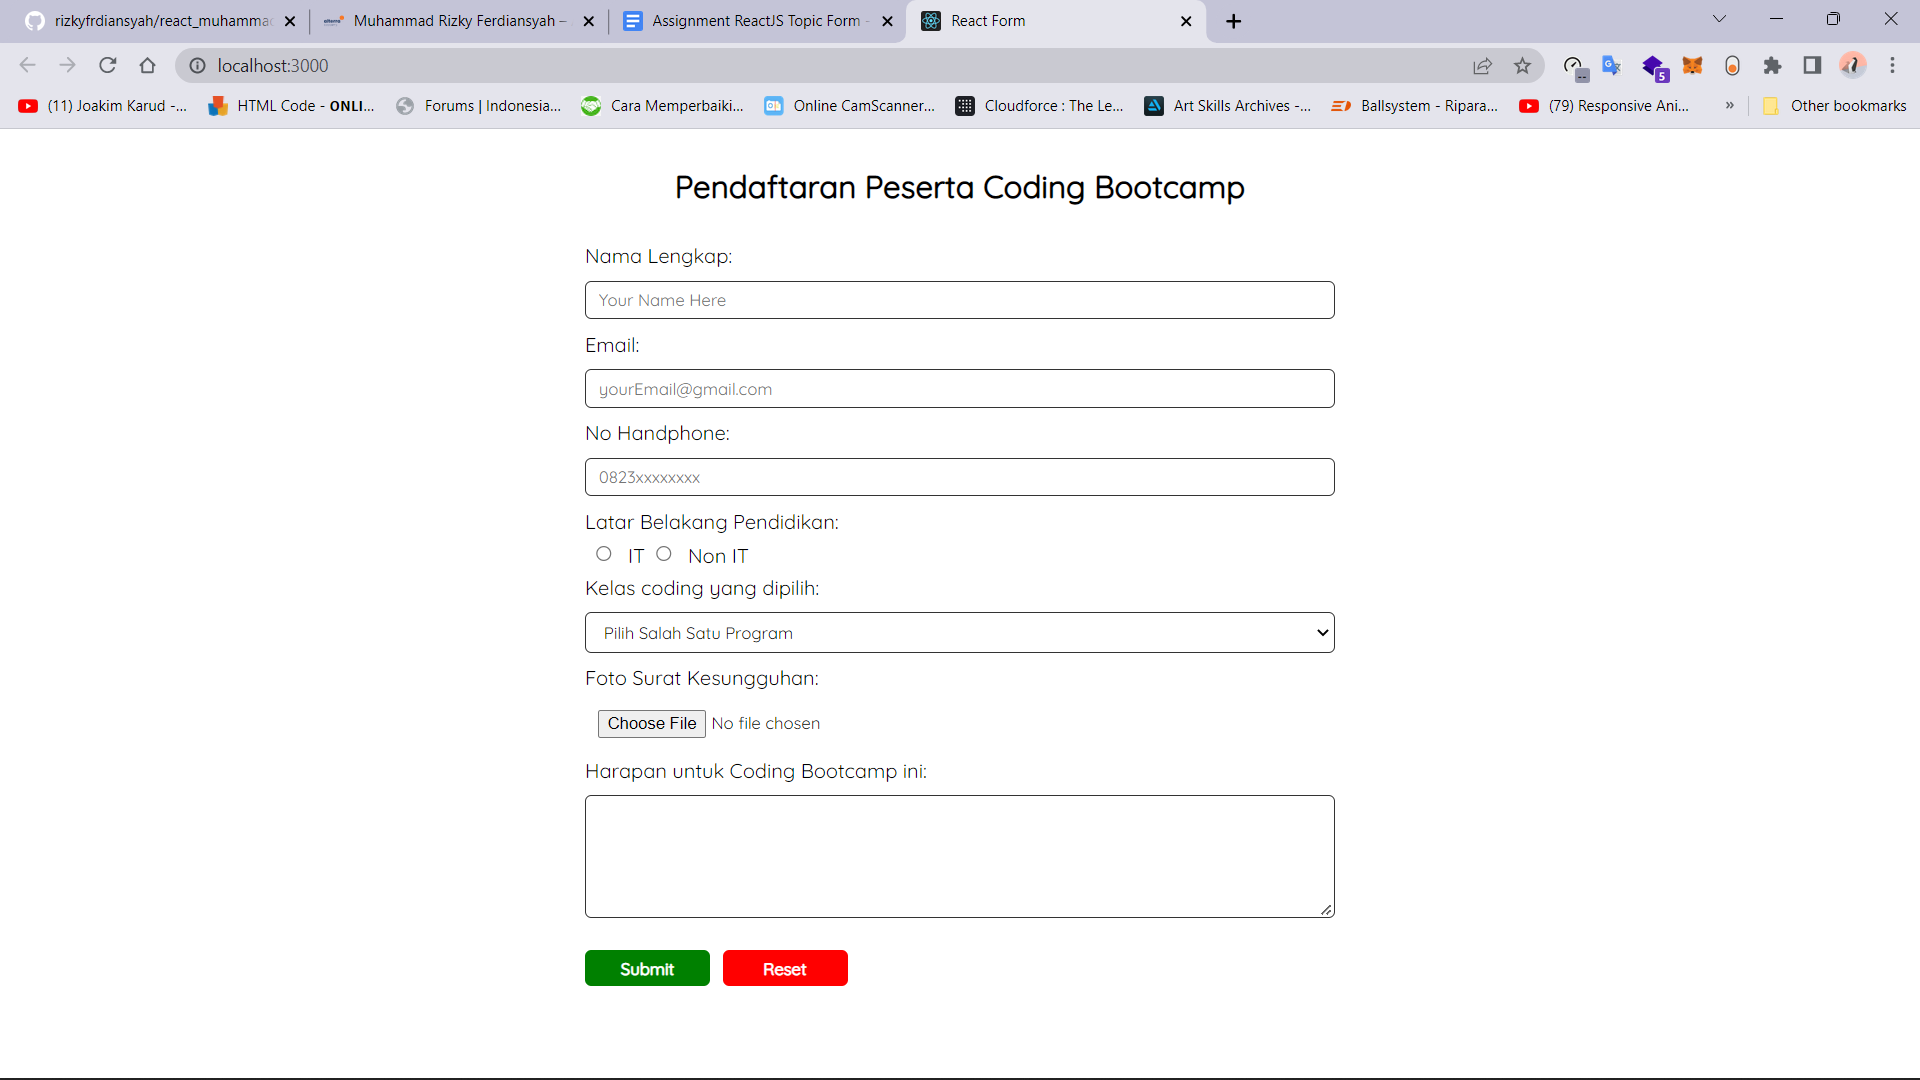 rizkyfrdiansyah/react_muhammad
Muhammad Rizky Ferdiansyah –
Assignment ReactJS Topic Form -
React Form
localhost:3000
--
5
(11) Joakim Karud -...
HTML Code - ONLI...
Forums | Indonesia...
Cara Memperbaiki...
Online CamScanner...
Cloudforce : The Le...
Art Skills Archives -...
Ballsystem - Ripara...
(79) Responsive Ani...
»
Other bookmarks
Pendaftaran Peserta Coding Bootcamp
Nama Lengkap:
Your Name Here
Email:
yourEmail@gmail.com
No Handphone:
0823xxxxxxxx
Latar Belakang Pendidikan:
IT Non IT
Kelas coding yang dipilih:
Pilih Salah Satu Program
Foto Surat Kesungguhan:
Choose File No file chosen
Harapan untuk Coding Bootcamp ini:
Submit Reset